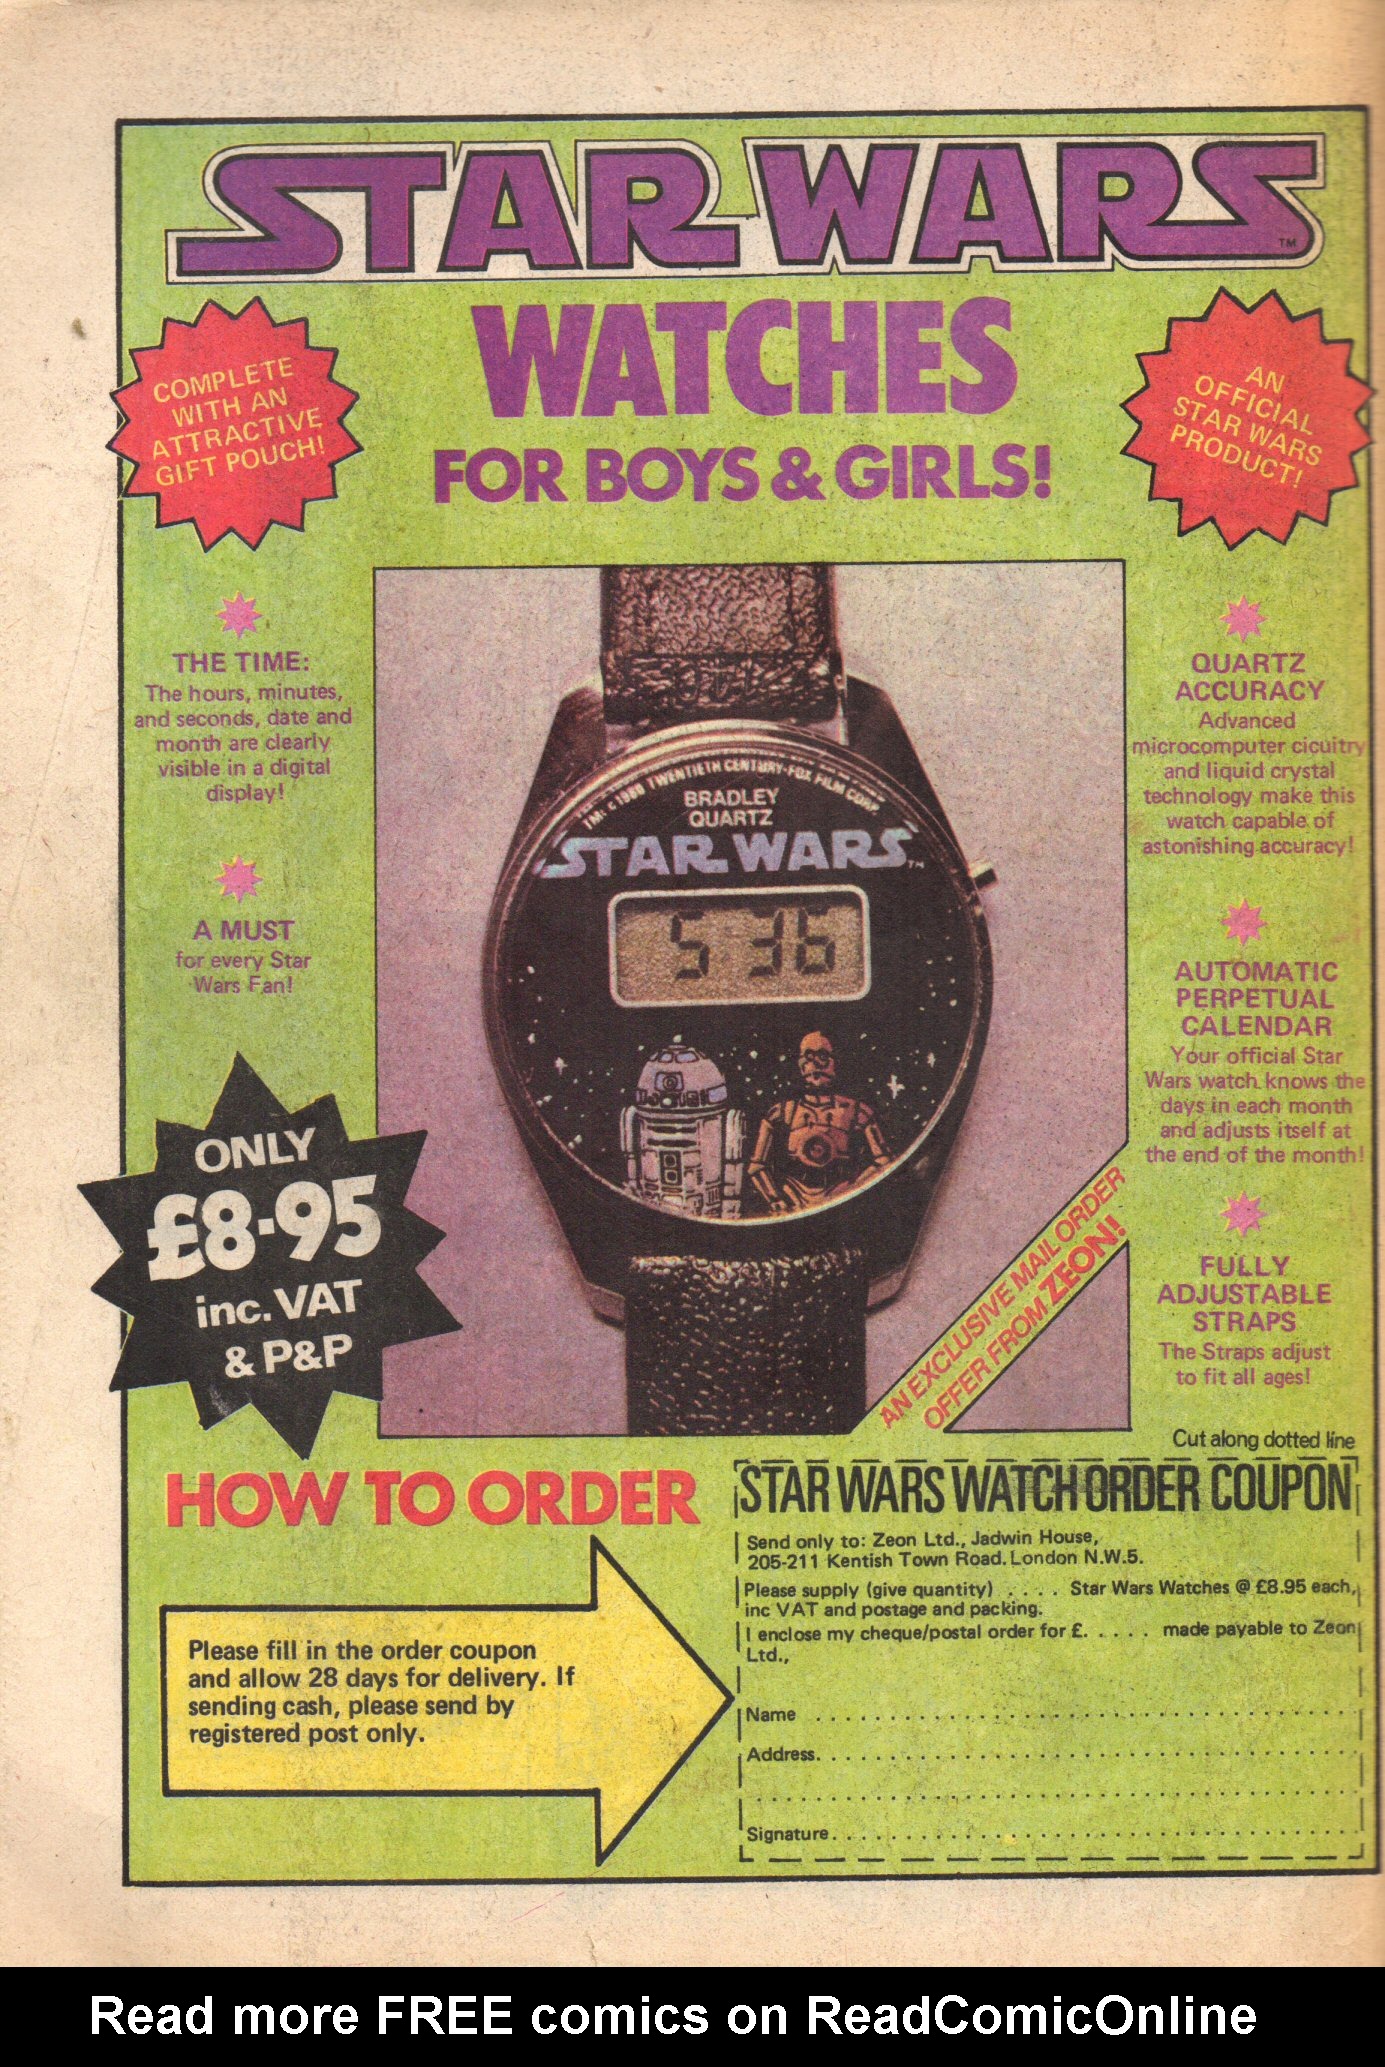 STAR WARS
TM
WATCHES
FOR BOYS & GIRLS!
COMPLETE
WITH AN
ATTRACTIVE
GIFT POUCH!
AN
OFFICIAL
STAR WARS
PRODUCT!
THE TIME:
The hours, minutes,
and seconds, date and
month are clearly
visible in a digital
display!
A MUST
for every Star
Wars Fan!
ONLY
£8·95
inc. VAT
& P&P
TM: © 1980 TWENTIETH CENTURY-FOX FILM CORP.
BRADLEY
QUARTZ
STAR WARS
TM
5 36
QUARTZ
ACCURACY
Advanced
microcomputer cicuitry
and liquid crystal
technology make this
watch capable of
astonishing accuracy!
AUTOMATIC
PERPETUAL
CALENDAR
Your official Star
Wars watch knows the
days in each month
and adjusts itself at
the end of the month!
FULLY
ADJUSTABLE
STRAPS
The Straps adjust
to fit all ages!
AN EXCLUSIVE MAIL ORDER
OFFER FROM ZEON!
HOW TO ORDER
Please fill in the order coupon
and allow 28 days for delivery. If
sending cash, please send by
registered post only.
Cut along dotted line
STAR WARS WATCH ORDER COUPON
Send only to: Zeon Ltd., Jadwin House,
205-211 Kentish Town Road. London N.W.5.
Please supply (give quantity) . . . . Star Wars Watches @ £8.95 each,
inc VAT and postage and packing.
I enclose my cheque/postal order for £. . . . . made payable to Zeon
Ltd.,
Name
Address
Signature
Read more FREE comics on ReadComicOnline